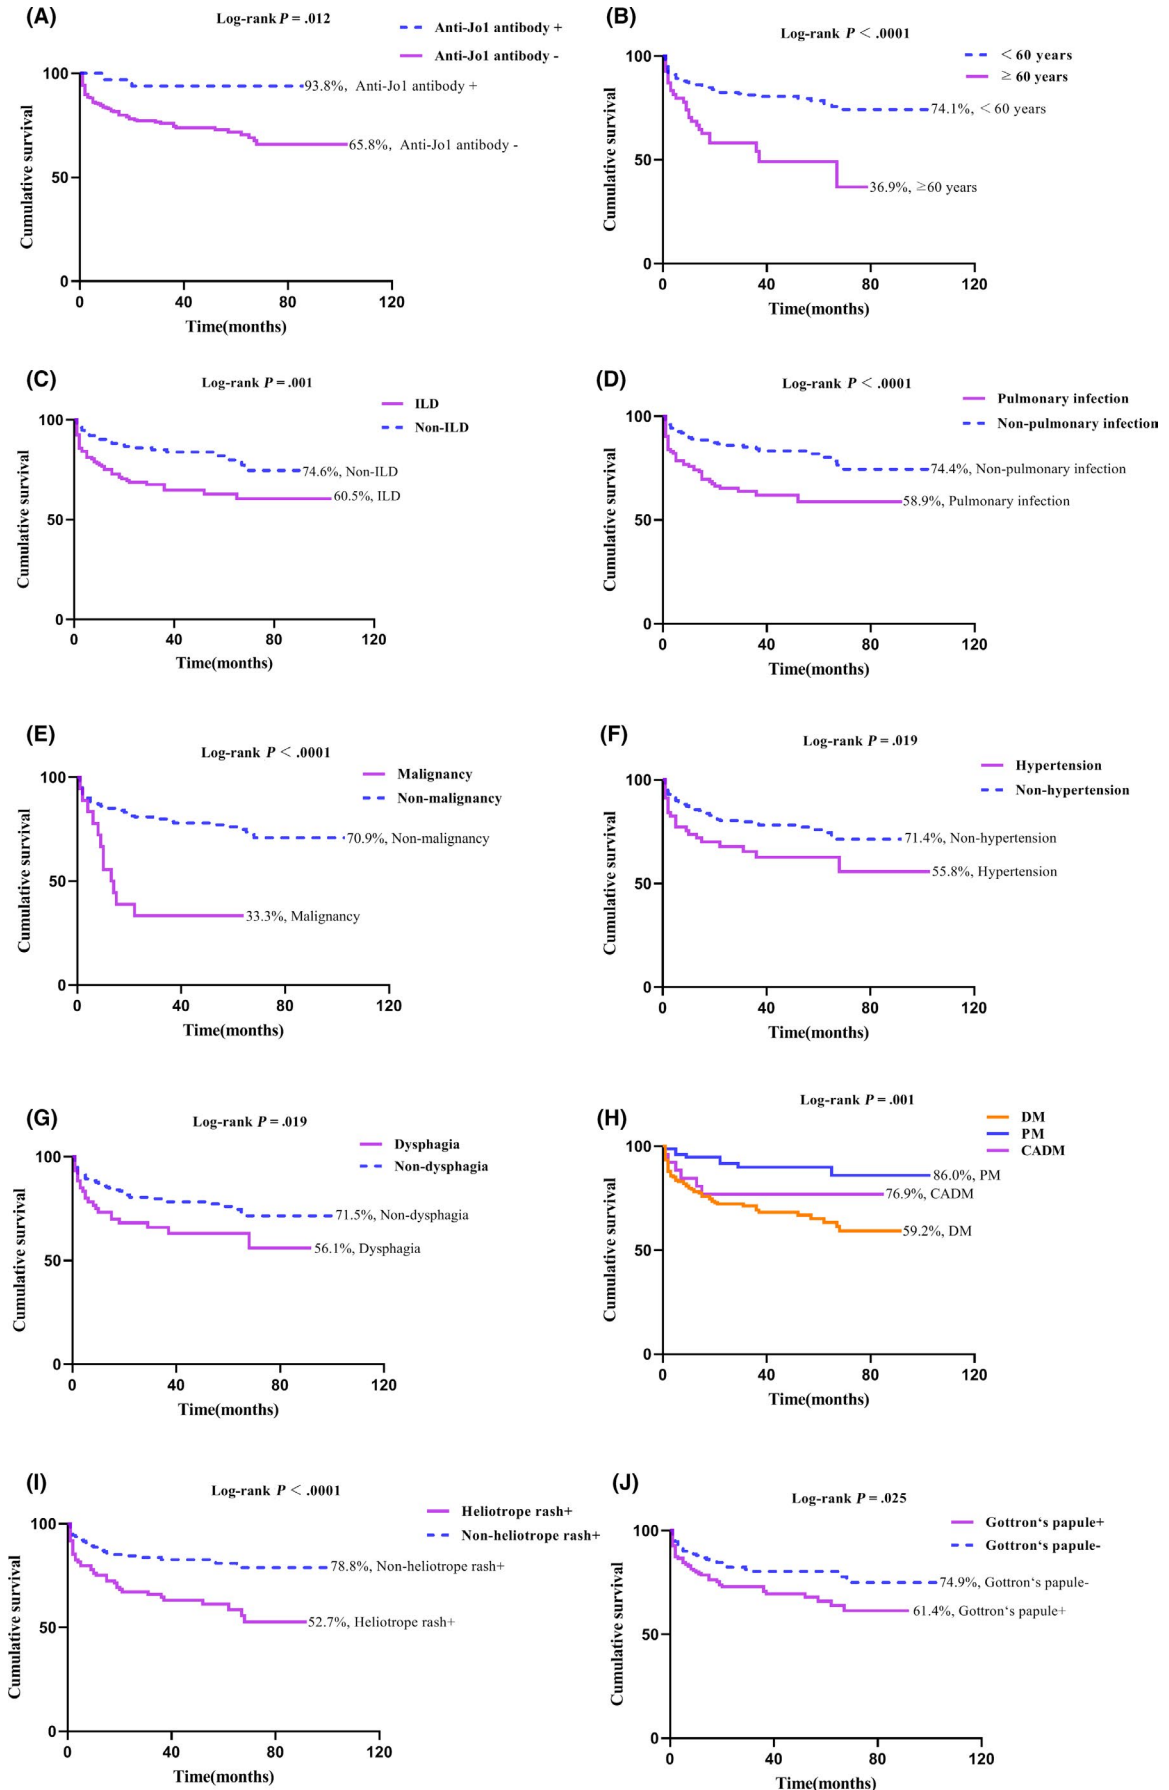 (A)
Log-rank P = .012
Anti-Jo1 antibody +
Anti-Jo1 antibody -
Cumulative survival
100
50
0
93.8%, Anti-Jo1 antibody +
65.8%, Anti-Jo1 antibody -
0 40 80 120
Time(months)
(B)
Log-rank P < .0001
< 60 years
≥ 60 years
Cumulative survival
100
50
0
74.1%, < 60 years
36.9%, ≥60 years
0 40 80 120
Time(months)
(C)
Log-rank P = .001
ILD
Non-ILD
Cumulative survival
100
50
0
74.6%, Non-ILD
60.5%, ILD
0 40 80 120
Time(months)
(D)
Log-rank P < .0001
Pulmonary infection
Non-pulmonary infection
Cumulative survival
100
50
0
74.4%, Non-pulmonary infection
58.9%, Pulmonary infection
0 40 80 120
Time(months)
(E)
Log-rank P < .0001
Malignancy
Non-malignancy
Cumulative survival
100
50
0
70.9%, Non-malignancy
33.3%, Malignancy
0 40 80 120
Time(months)
(F)
Log-rank P = .019
Hypertension
Non-hypertension
Cumulative survival
100
50
0
71.4%, Non-hypertension
55.8%, Hypertension
0 40 80 120
Time(months)
(G)
Log-rank P = .019
Dysphagia
Non-dysphagia
Cumulative survival
100
50
0
71.5%, Non-dysphagia
56.1%, Dysphagia
0 40 80 120
Time(months)
(H)
Log-rank P = .001
DM
PM
CADM
Cumulative survival
100
50
0
86.0%, PM
76.9%, CADM
59.2%, DM
0 40 80 120
Time(months)
(I)
Log-rank P < .0001
Heliotrope rash+
Non-heliotrope rash+
Cumulative survival
100
50
0
78.8%, Non-heliotrope rash+
52.7%, Heliotrope rash+
0 40 80 120
Time(months)
(J)
Log-rank P = .025
Gottron‘s papule+
Gottron‘s papule-
Cumulative survival
100
50
0
74.9%, Gottron‘s papule-
61.4%, Gottron‘s papule+
0 40 80 120
Time(months)